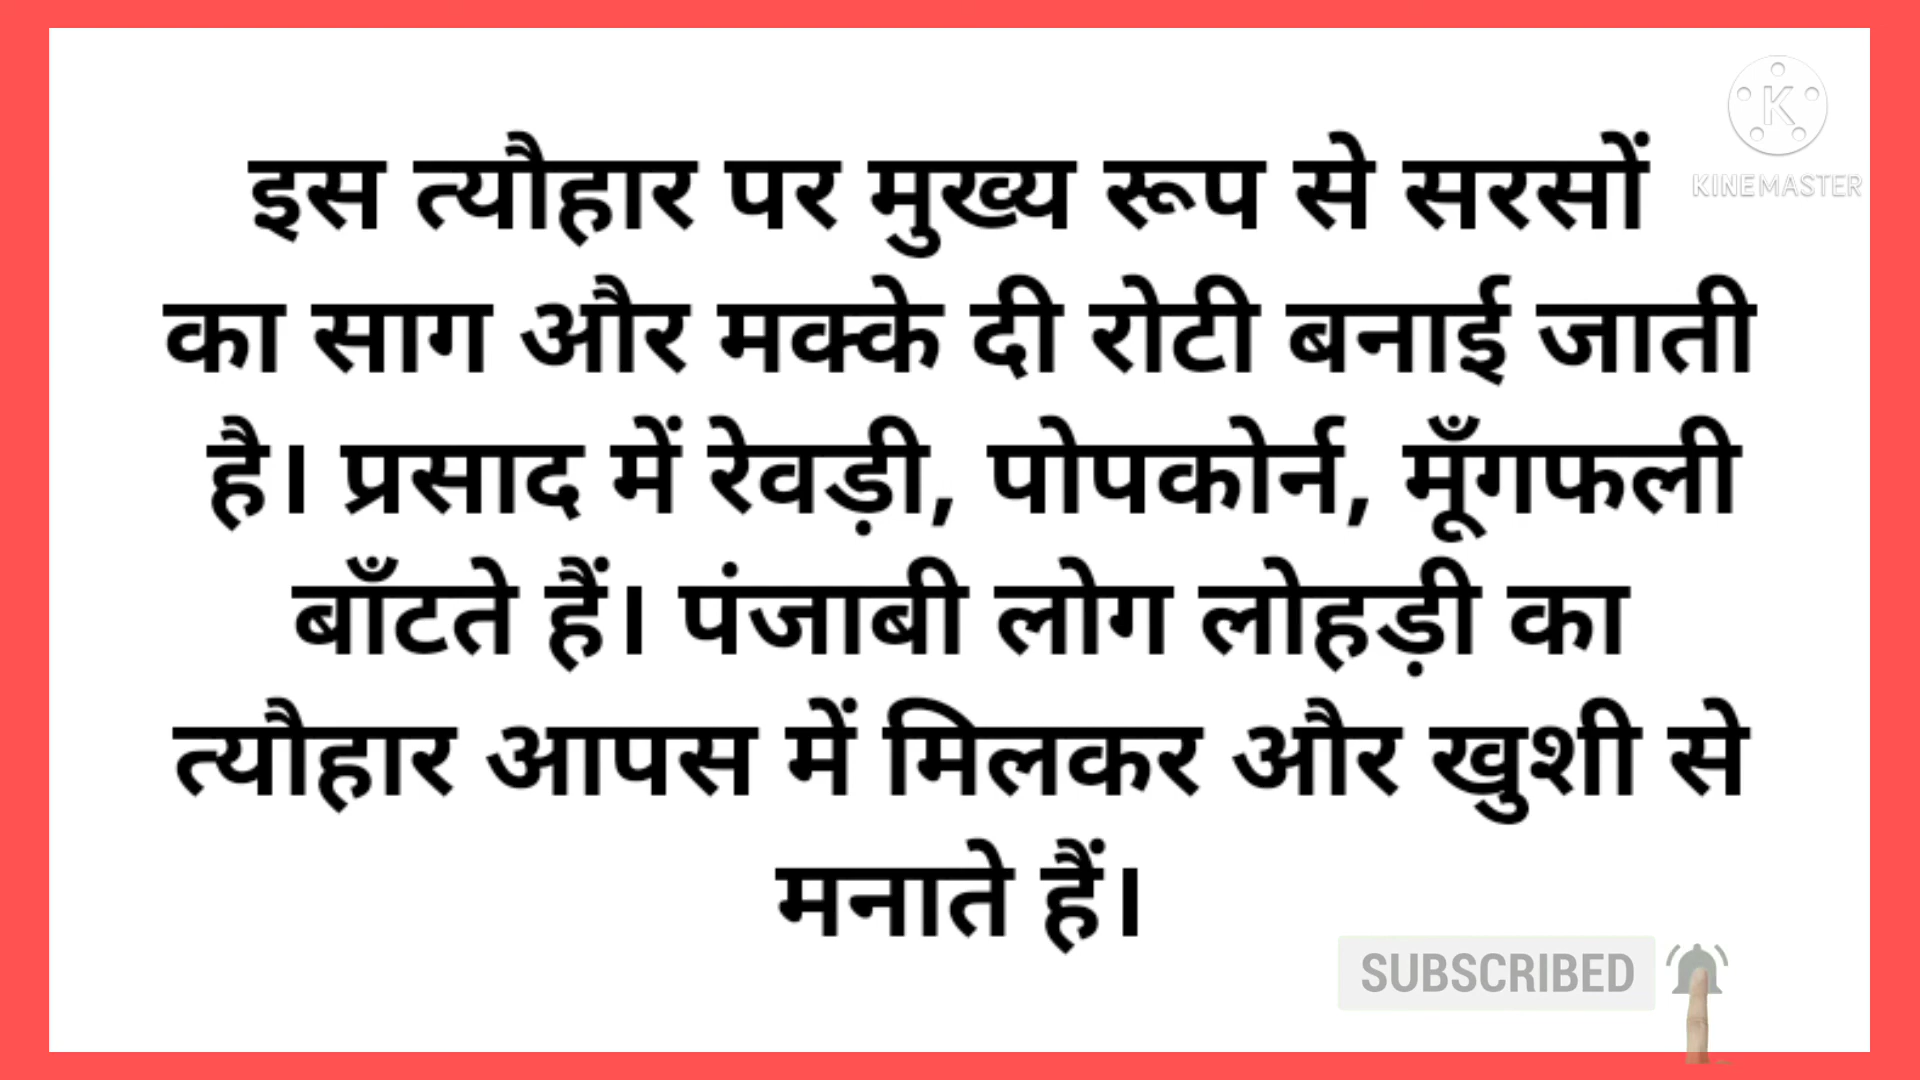 इस त्यौहार पर मुख्य रूप से सरसों
का साग और मक्के दी रोटी बनाई जाती
है। प्रसाद में रेवड़ी, पोपकोर्न, मूँगफली
बाँटते हैं। पंजाबी लोग लोहड़ी का
त्यौहार आपस में मिलकर और खुशी से
मनाते हैं।
K
KINEMASTER
SUBSCRIBED